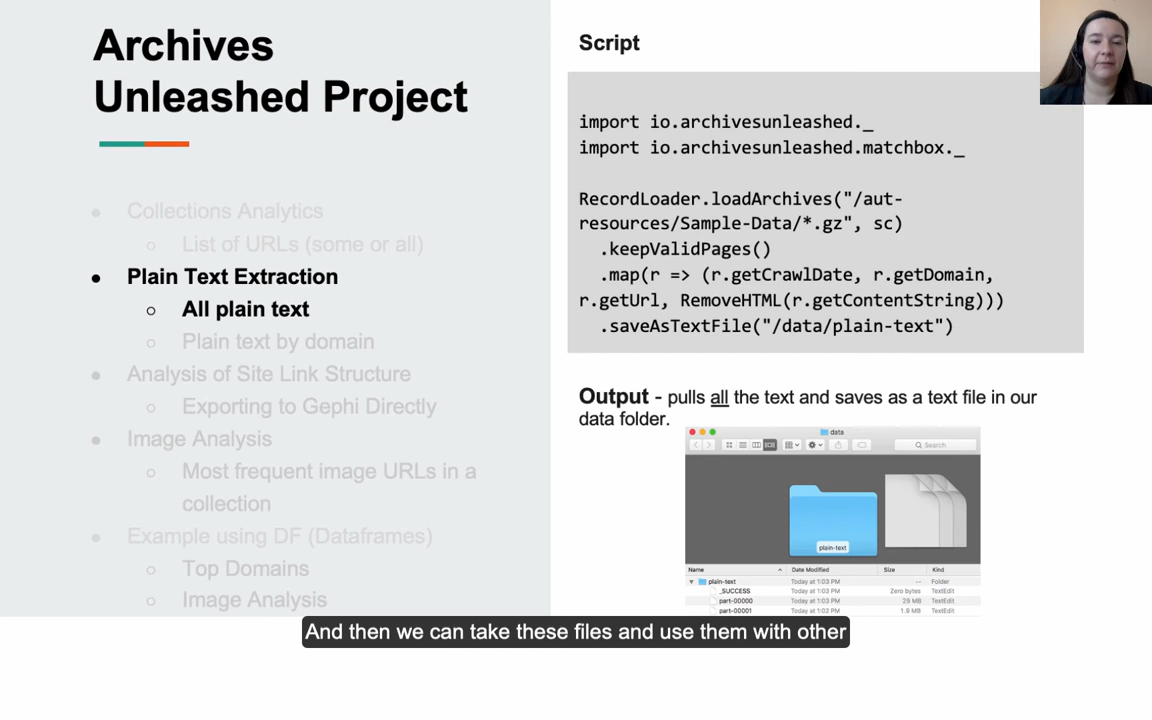 Archives
Unleashed Project
Collections Analytics
List of URLs (some or all)
Plain Text Extraction
All plain text
Plain text by domain
Analysis of Site Link Structure
Exporting to Gephi Directly
Image Analysis
Most frequent image URLs in a
collection
Example using DF (Dataframes)
Top Domains
Image Analysis
Script
import io.archivesunleashed._
import io.archivesunleashed.matchbox._
RecordLoader.loadArchives("/aut-
resources/Sample-Data/*.gz", sc)
.keepValidPages()
.map(r => (r.getCrawlDate, r.getDomain,
r.getUrl, RemoveHTML(r.getContentString)))
.saveAsTextFile("/data/plain-text")
Output - pulls all the text and saves as a text file in our
data folder.
data
Search
plain-text
Name Date Modified Size Kind
plain-text Today at 1:03 PM -- Folder
_SUCCESS Today at 1:03 PM Zero bytes TextEdit
part-00000 Today at 1:03 PM 29 MB TextEdit
part-00001 Today at 1:02 PM 1.9 MB TextEdit
And then we can take these files and use them with other